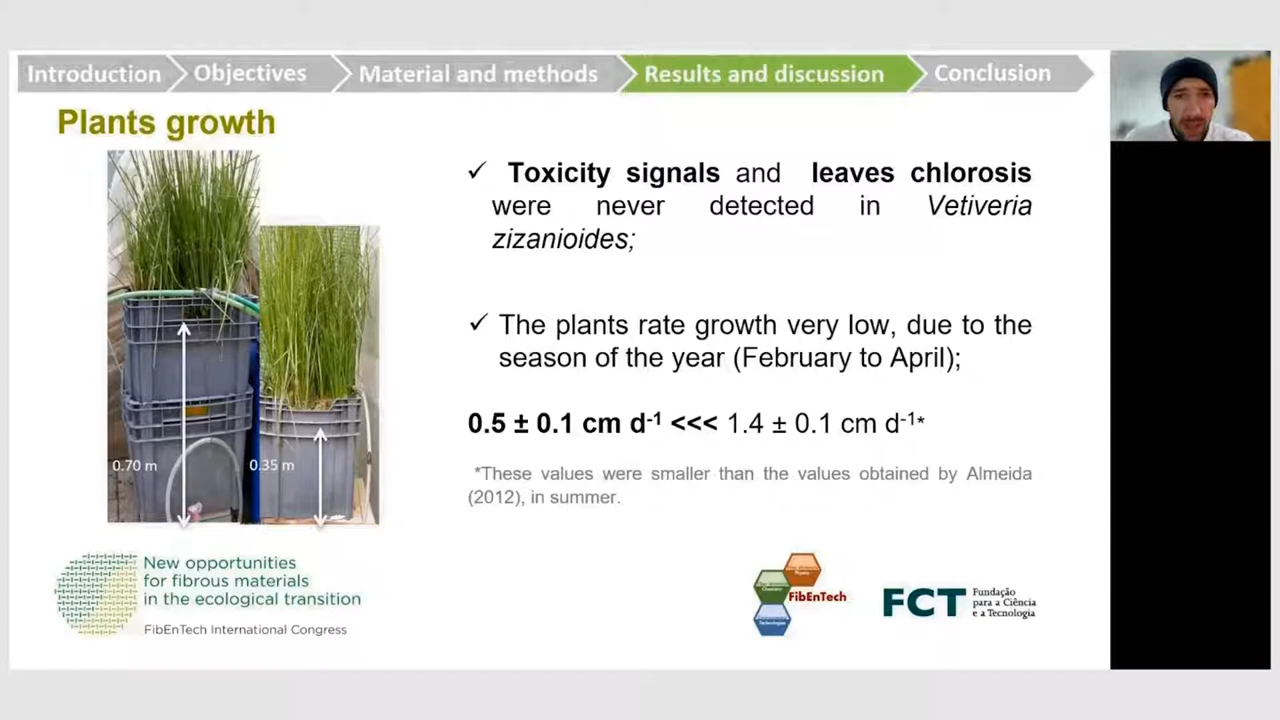 Introduction Objectives Material and methods Results and discussion Conclusion
Plants growth
✓ Toxicity signals and leaves chlorosis
were never detected in Vetiveria
zizanioides;
✓ The plants rate growth very low, due to the
season of the year (February to April);
0.5 ± 0.1 cm d⁻¹ <<< 1.4 ± 0.1 cm d⁻¹*
*These values were smaller than the values obtained by Almeida
(2012), in summer.
0.70 m
0.35 m
New opportunities
for fibrous materials
in the ecological transition
FibEnTech International Congress
FibEnTech
FCT
Fundação
para a Ciência
e a Tecnologia